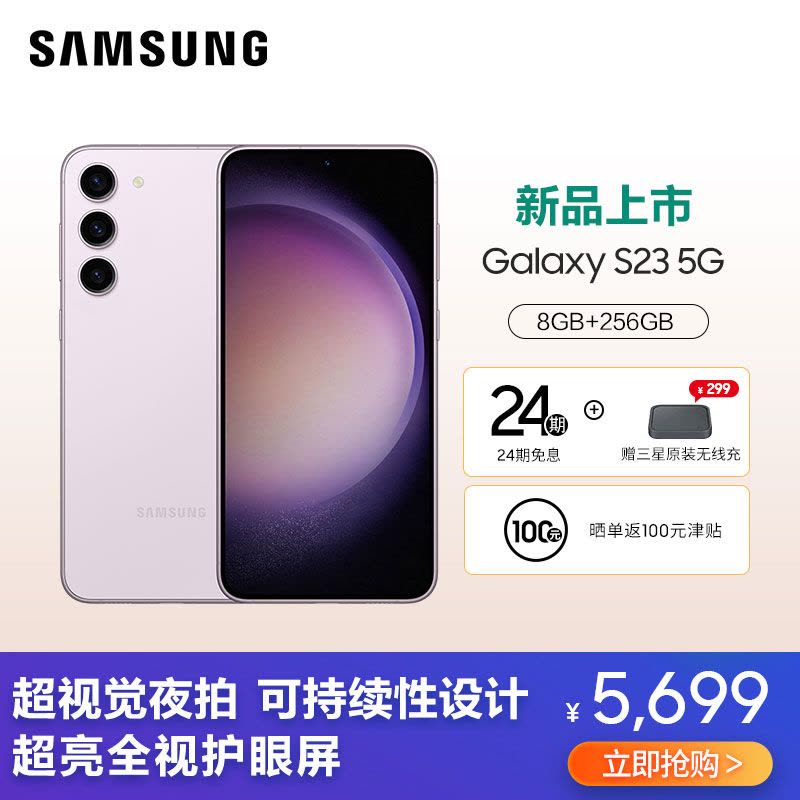 SAMSUNG
新品上市
Galaxy S23 5G
8GB+256GB
24期
24期免息
¥299
赠三星原装无线充
100元
晒单返100元津贴
SAMSUNG
超视觉夜拍 可持续性设计
超亮全视护眼屏
¥5,699
立即抢购>